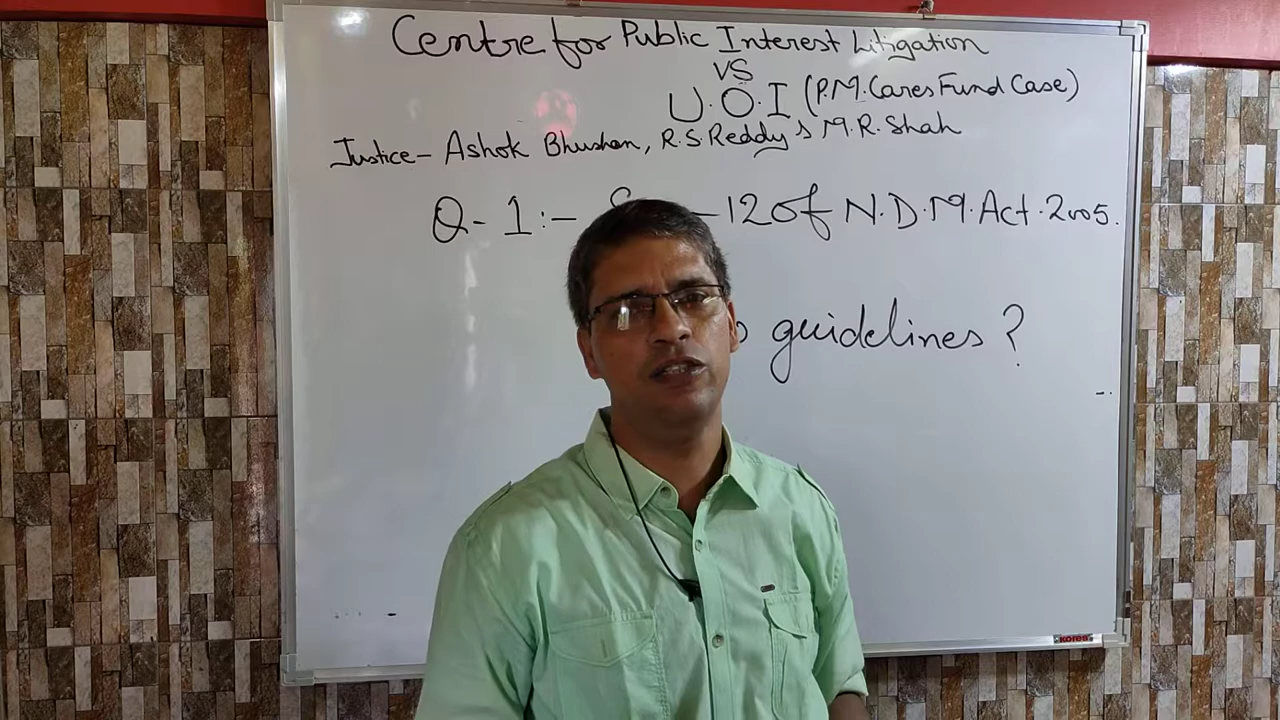 Centre for Public Interest Litigation
VS
U.O.I (P.M. Cares Fund Case)
Justice- Ashok Bhushan, R.S. Reddy & M.R. Shah
Q-1:- -12 of N.D.M. Act. 2005.
guidelines ?
KORES